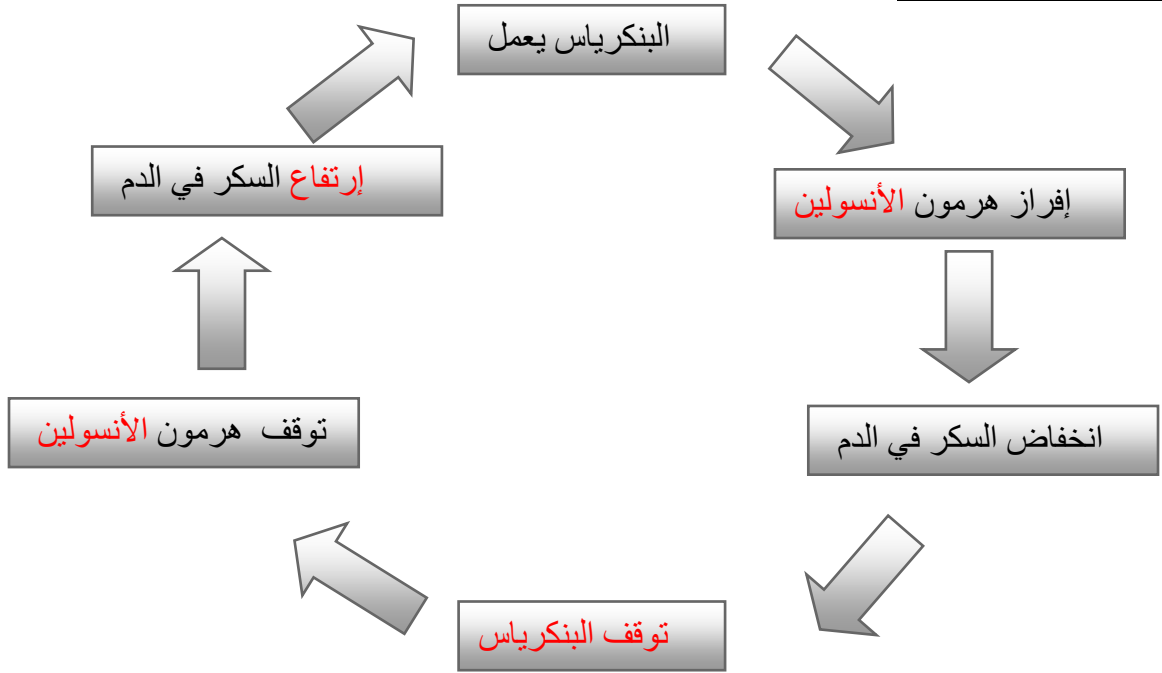 البنكرياس يعمل
إفراز هرمون الأنسولين
انخفاض السكر في الدم
توقف البنكرياس
توقف هرمون الأنسولين
إرتفاع السكر في الدم